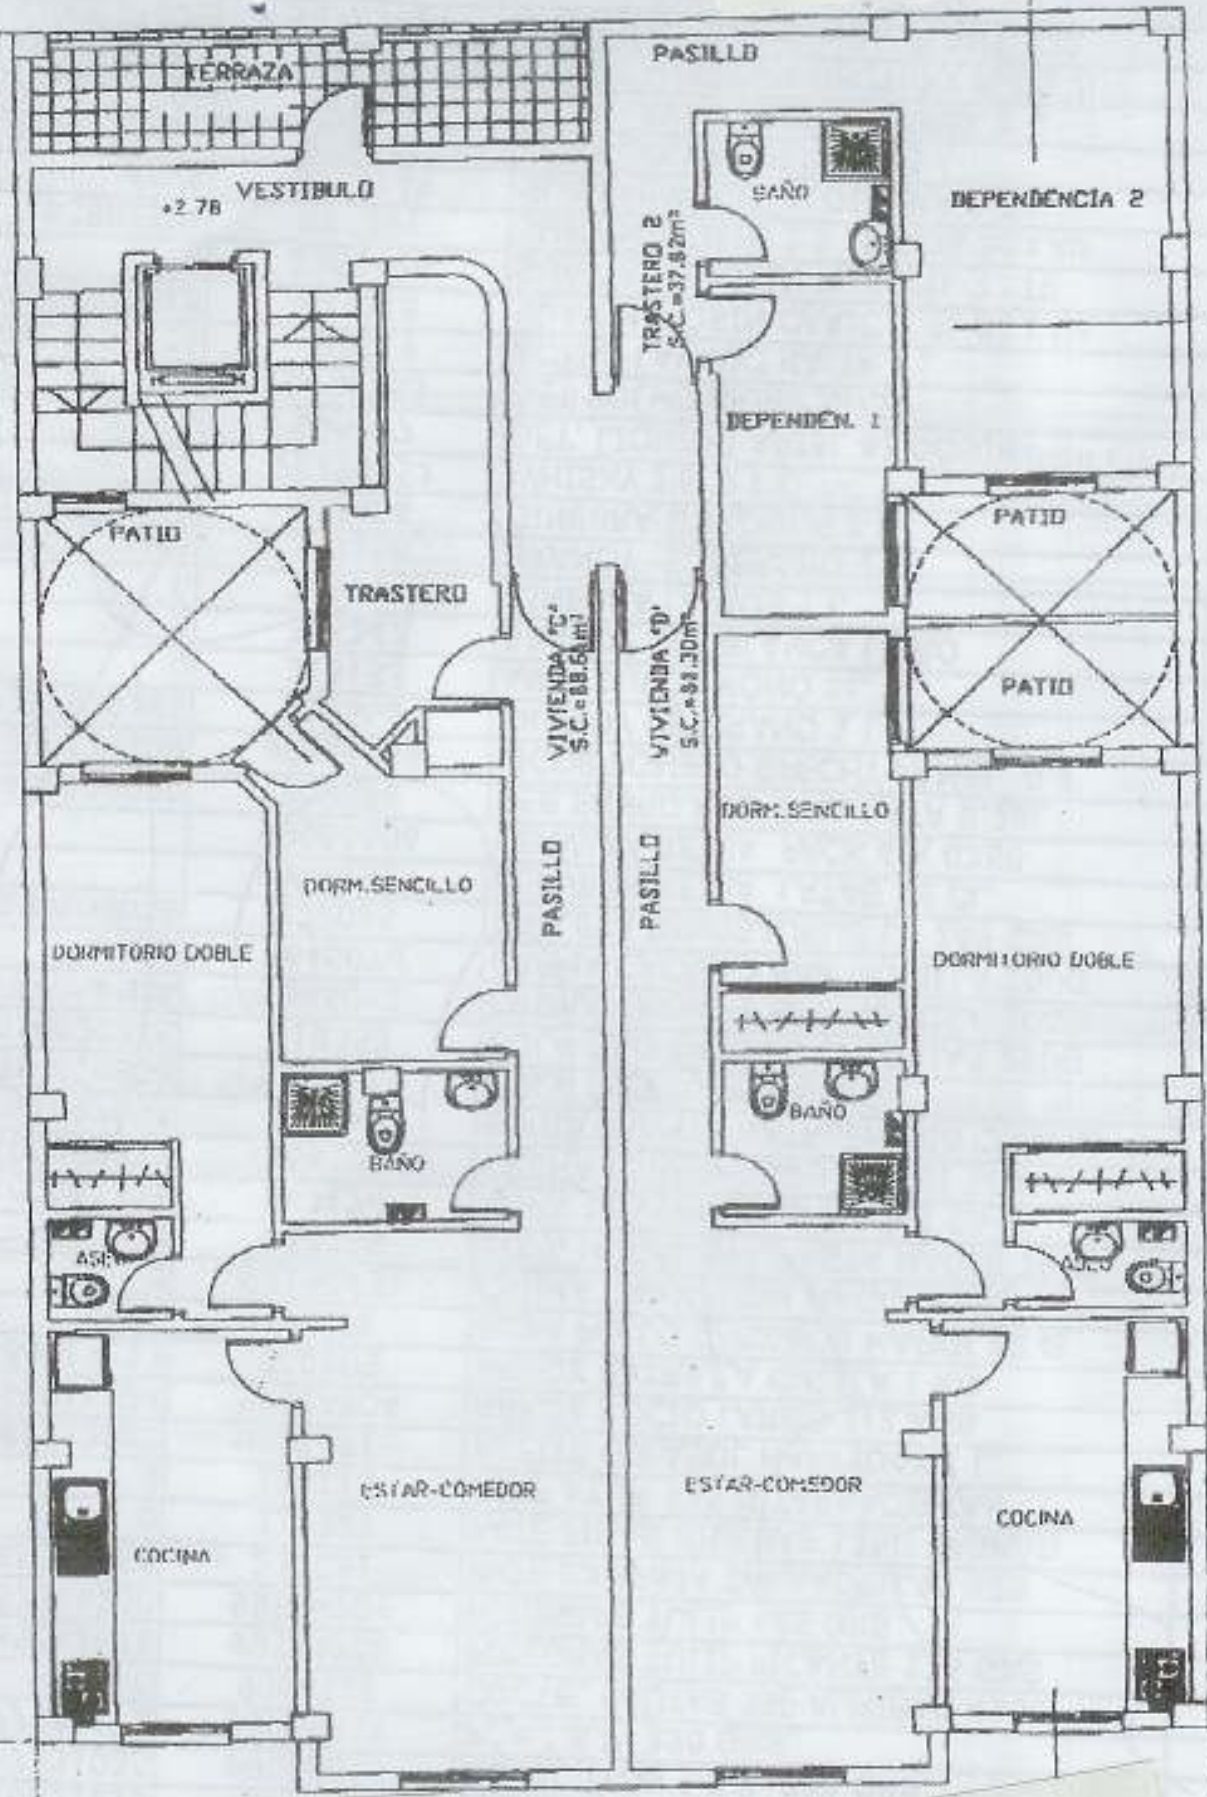 TERRAZA
PASILLO
VESTIBULO
+2.78
BAÑO
DEPENDENCIA 2
TRASTERO 2
S.C.=37.82m²
DEPENDEN. 1
PATIO
PATIO
TRASTERO
PATIO
VIVIENDA "C"
VIVIENDA "D"
DORM.SENCILLO
DORM.SENCILLO
PASILLO
PASILLO
DORMITORIO DOBLE
DORMITORIO DOBLE
BAÑO
BAÑO
ASEO
ASEO
ESTAR-COMEDOR
ESTAR-COMEDOR
COCINA
COCINA